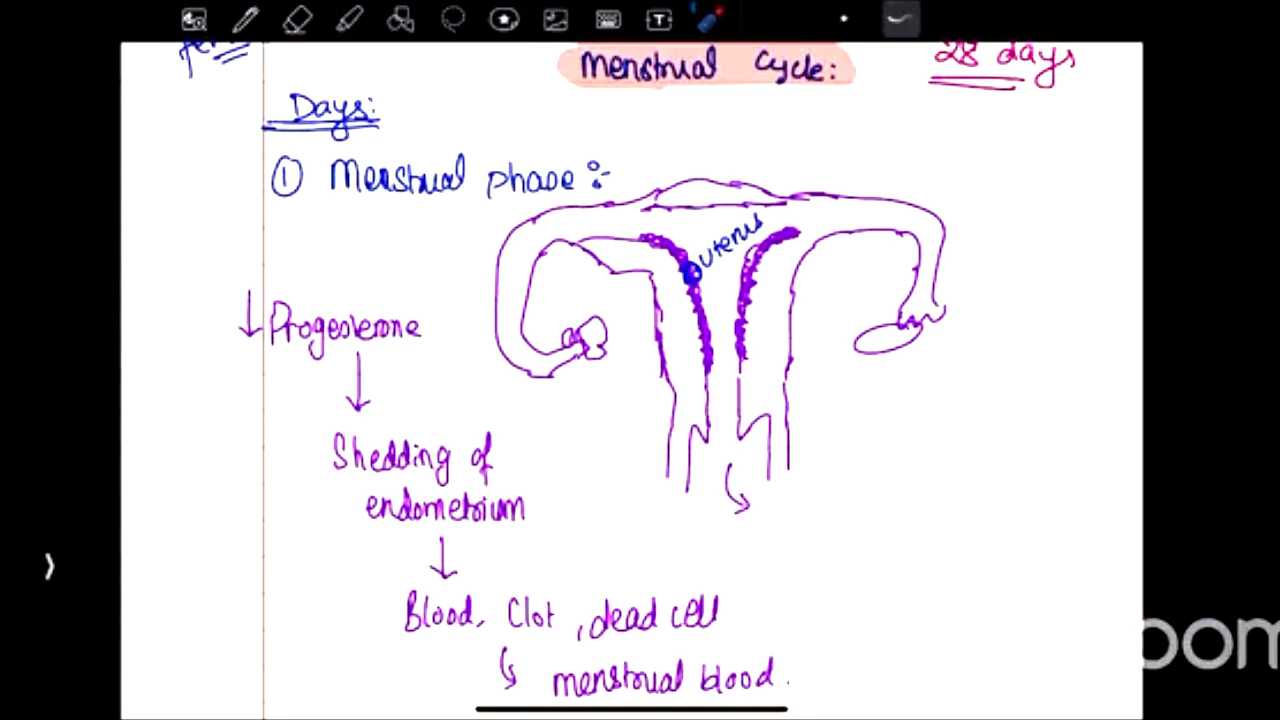 Menstrual Cycle:
28 days
Days:
① Menstrual phase :-
uterus
↓ Progesterone
↓
Shedding of
endometrium
↓
Blood, Clot , dead cell
↳ menstrual blood.
oom